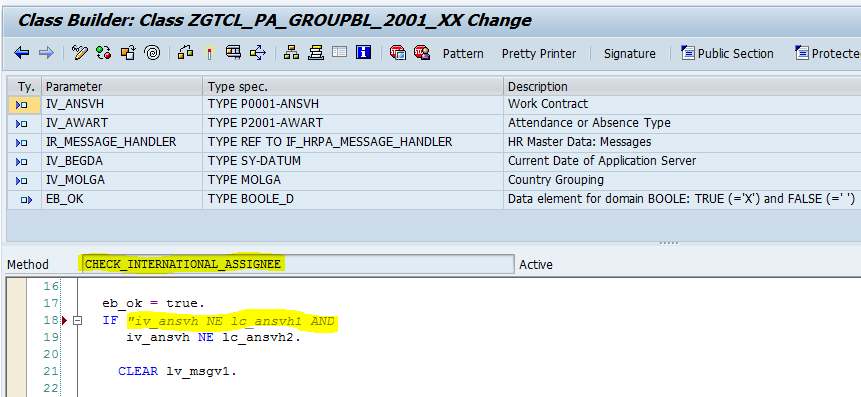 Class Builder: Class ZGTCL_PA_GROUPBL_2001_XX Change
Pattern Pretty Printer Signature Public Section Protecte
Ty. Parameter Type spec. Description
IV_ANSVH TYPE P0001-ANSVH Work Contract
IV_AWART TYPE P2001-AWART Attendance or Absence Type
IR_MESSAGE_HANDLER TYPE REF TO IF_HRPA_MESSAGE_HANDLER HR Master Data: Messages
IV_BEGDA TYPE SY-DATUM Current Date of Application Server
IV_MOLGA TYPE MOLGA Country Grouping
EB_OK TYPE BOOLE_D Data element for domain BOOLE: TRUE (='X') and FALSE (=' ')
Method CHECK_INTERNATIONAL_ASSIGNEE Active
16
17 eb_ok = true.
18 IF "iv_ansvh NE lc_ansvh1 AND
19 iv_ansvh NE lc_ansvh2.
20
21 CLEAR lv_msgv1.
22